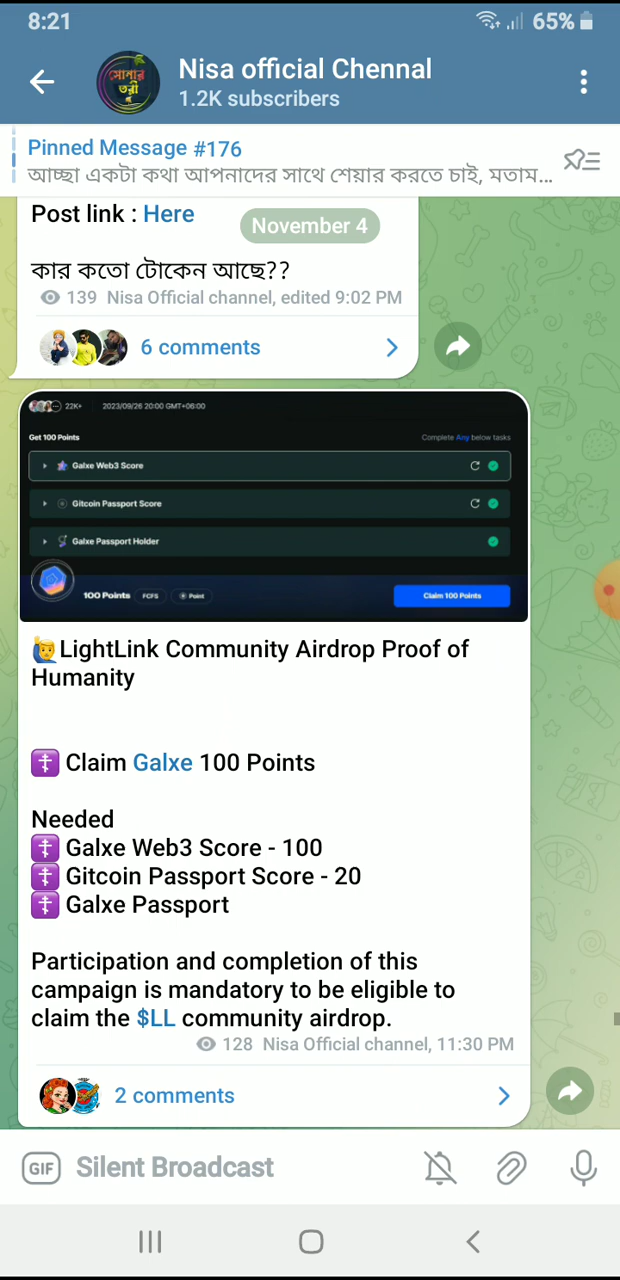 8:21
65%
সোনার
তরী
Nisa official Chennal
1.2K subscribers
Pinned Message #176
আচ্ছা একটা কথা আপনাদের সাথে শেয়ার করতে চাই, মতাম...
Post link : Here
November 4
কার কতো টোকেন আছে??
139 Nisa Official channel, edited 9:02 PM
6 comments
22K+ 2023/09/26 20:00 GMT+06:00
Get 100 Points
Complete Any below tasks
Galxe Web3 Score
Gitcoin Passport Score
Galxe Passport Holder
100 Points FCFS Point
Claim 100 Points
🙋‍♂️LightLink Community Airdrop Proof of
Humanity
☦️ Claim Galxe 100 Points
Needed
☦️ Galxe Web3 Score - 100
☦️ Gitcoin Passport Score - 20
☦️ Galxe Passport
Participation and completion of this
campaign is mandatory to be eligible to
claim the $LL community airdrop.
128 Nisa Official channel, 11:30 PM
2 comments
GIF Silent Broadcast